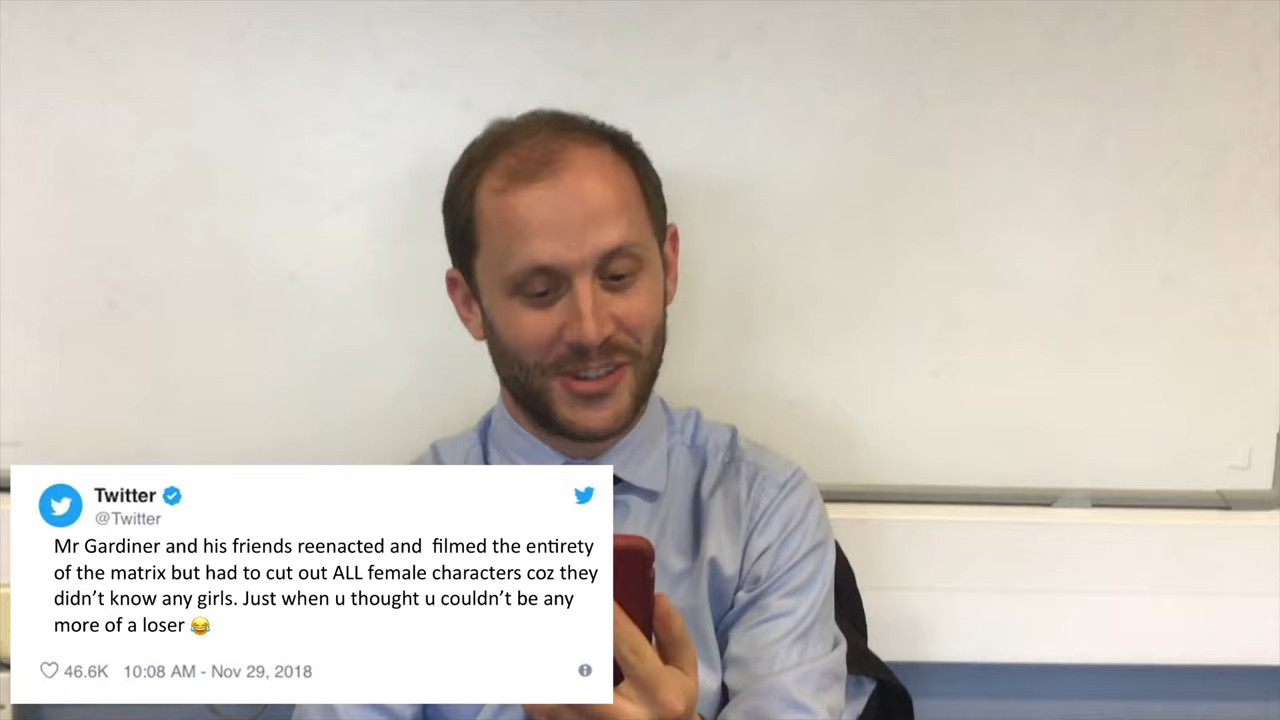 Twitter
@Twitter
Mr Gardiner and his friends reenacted and  filmed the entirety
of the matrix but had to cut out ALL female characters coz they
didn’t know any girls. Just when u thought u couldn’t be any
more of a loser 😂
46.6K 10:08 AM - Nov 29, 2018